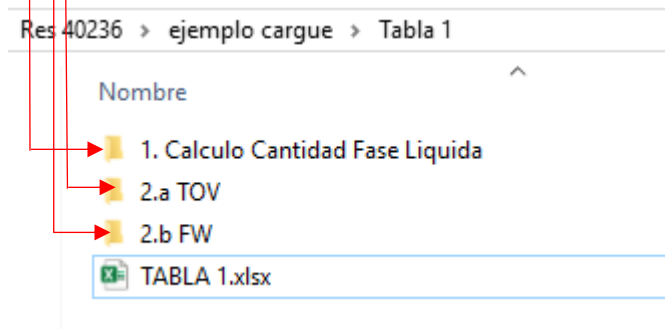 Res 40236 > ejemplo cargue > Tabla 1
Nombre
1. Calculo Cantidad Fase Liquida
2.a TOV
2.b FW
TABLA 1.xlsx